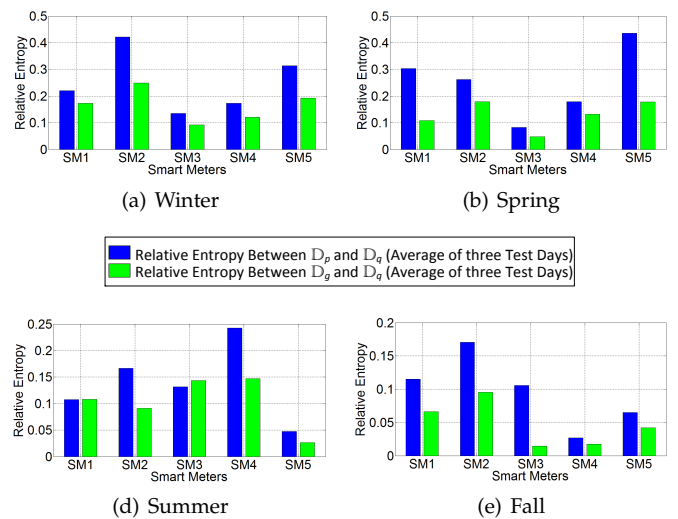 0.5
0.4
0.3
0.2
0.1
0
Relative Entropy
SM1 SM2 SM3 SM4 SM5
Smart Meters
(a) Winter
0.5
0.4
0.3
0.2
0.1
0
Relative Entropy
SM1 SM2 SM3 SM4 SM5
Smart Meters
(b) Spring
Relative Entropy Between 𝔻p and 𝔻q (Average of three Test Days)
Relative Entropy Between 𝔻g and 𝔻q (Average of three Test Days)
0.25
0.2
0.15
0.1
0.05
0
Relative Entropy
SM1 SM2 SM3 SM4 SM5
Smart Meters
(d) Summer
0.2
0.15
0.1
0.05
0
Relative Entropy
SM1 SM2 SM3 SM4 SM5
Smart Meters
(e) Fall